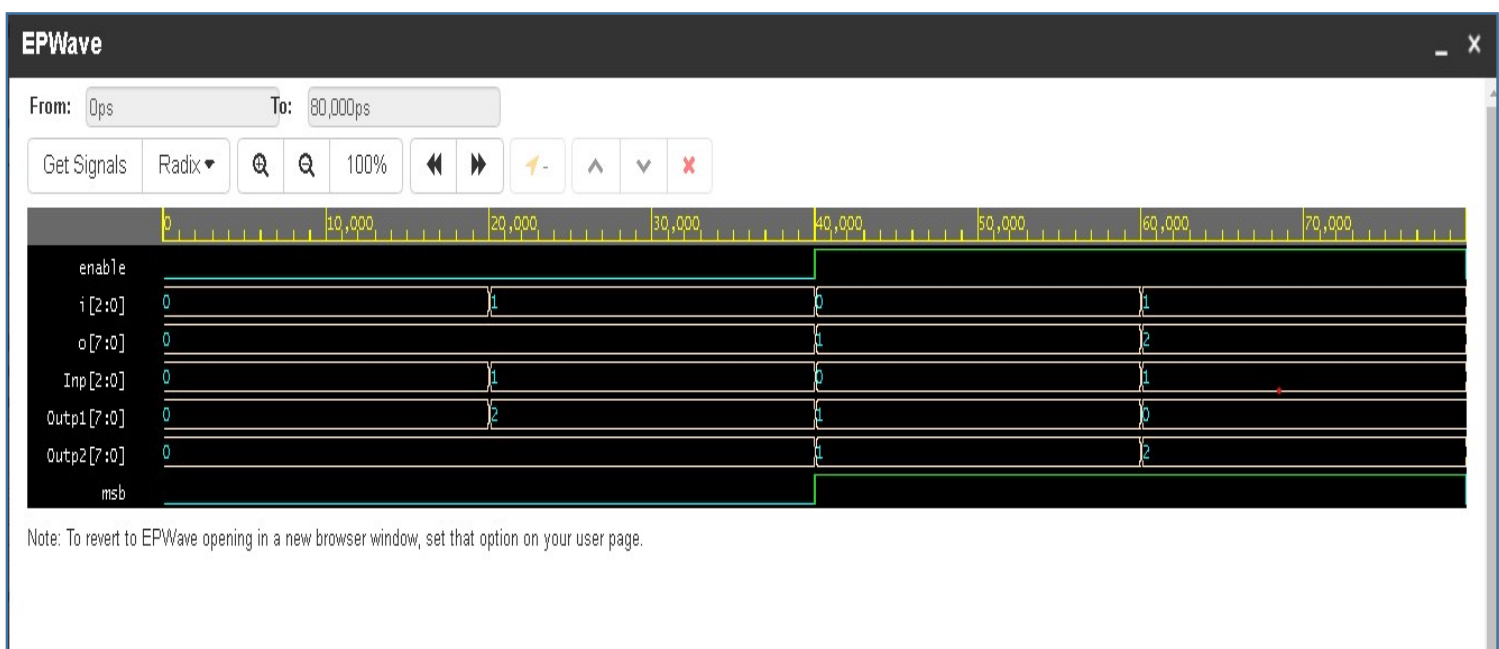 EPWave
From: 0ps To: 80,000ps
Get Signals Radix 100% -
0 10,000 20,000 30,000 40,000 50,000 60,000 70,000
enable
i[2:0] 0 1 0 1
o[7:0] 0 1 2
Inp[2:0] 0 1 0 1
Outp1[7:0] 0 2 1 0
Outp2[7:0] 0 1 2
msb
Note: To revert to EPWave opening in a new browser window, set that option on your user page.